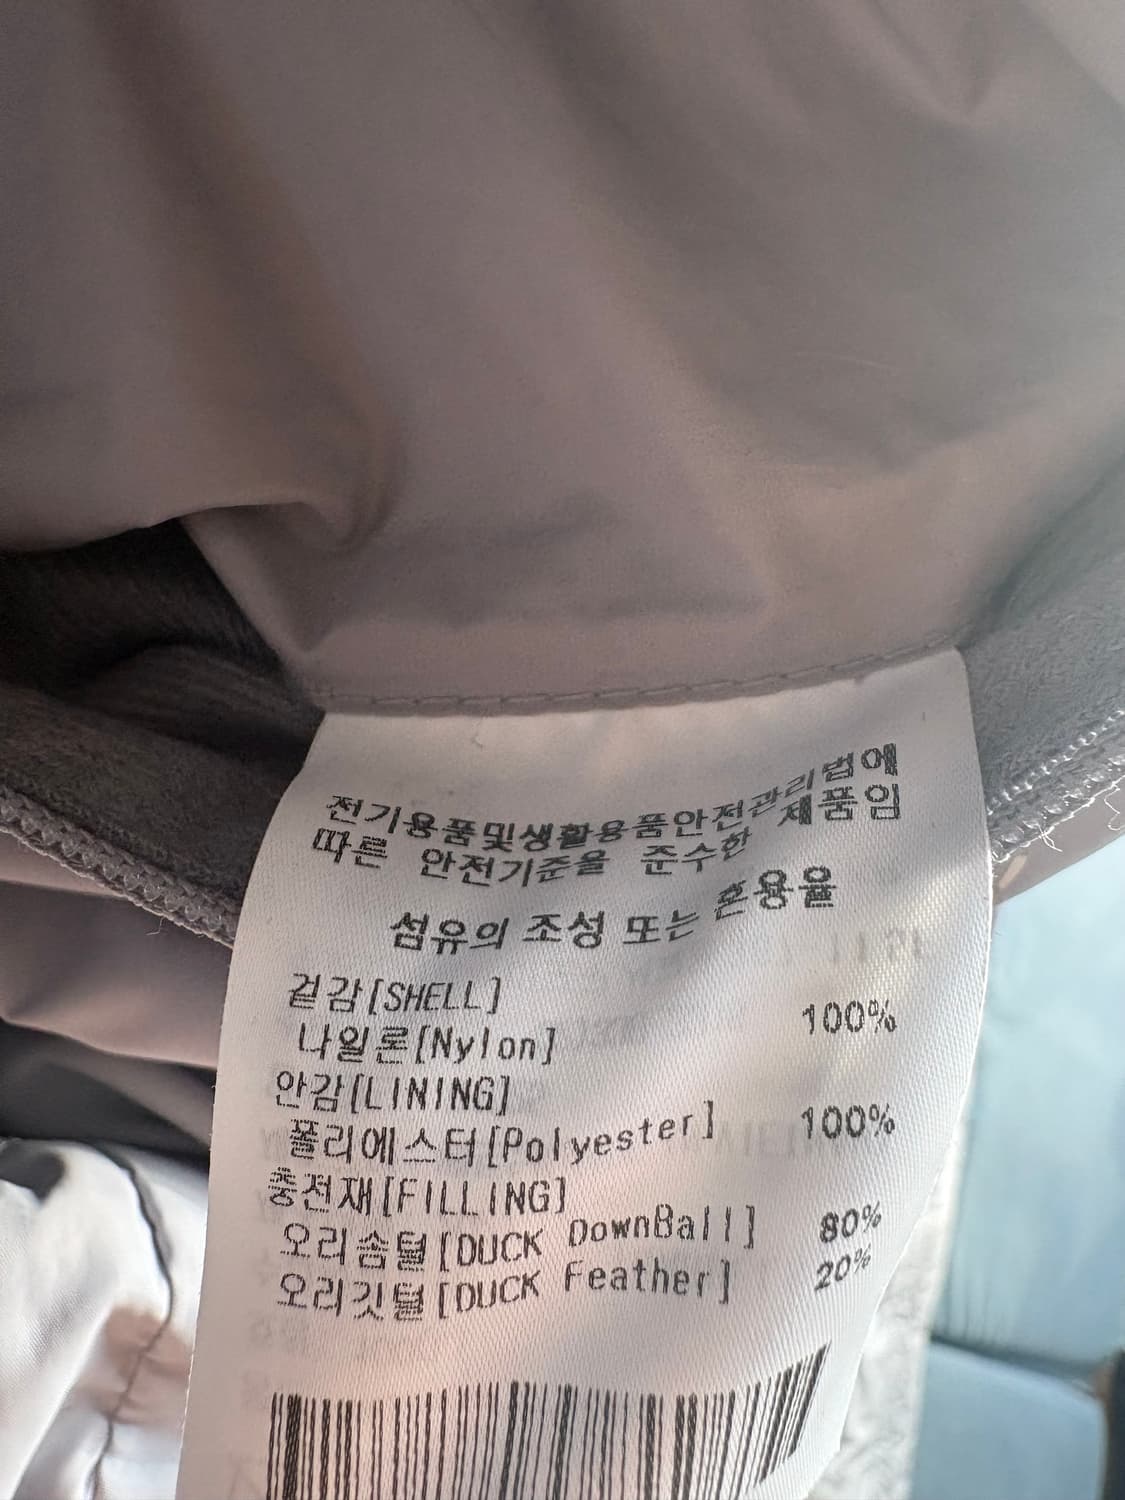 전기용품및생활용품안전관리법에
따른 안전기준을 준수한 제품임
섬유의 조성 또는 혼용율
겉감[SHELL]
나일론[Nylon] 100%
안감[LINING]
폴리에스터[Polyester] 100%
충전재[FILLING]
오리솜털[DUCK DownBall] 80%
오리깃털[DUCK Feather] 20%